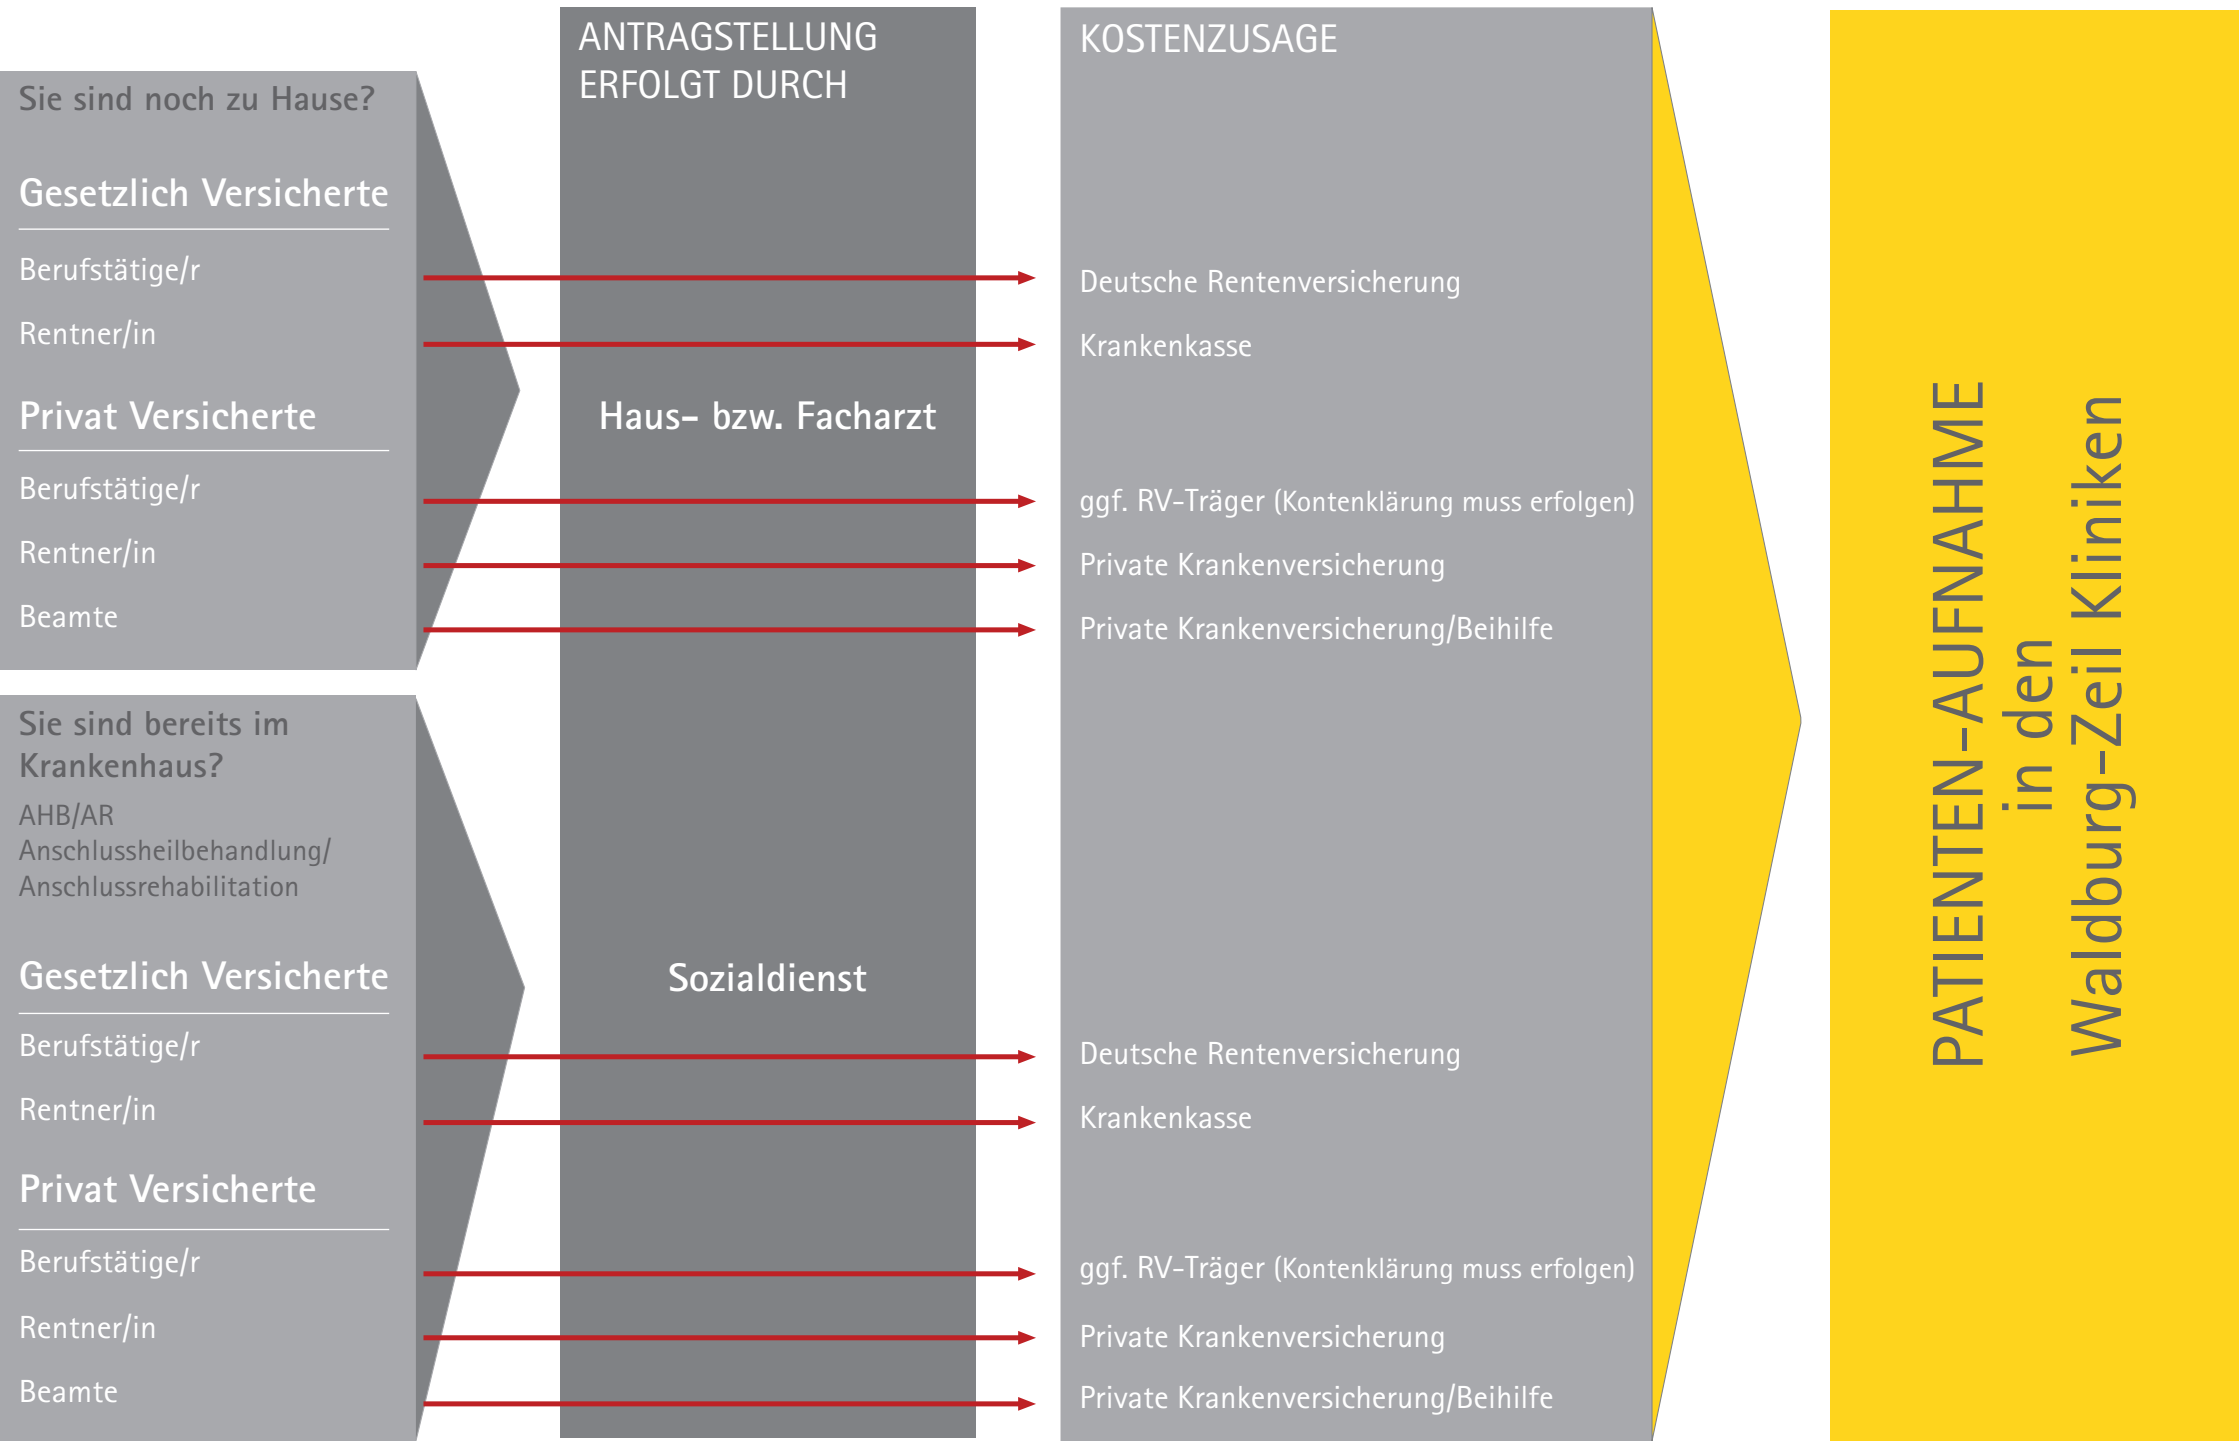 Sie sind noch zu Hause?
Gesetzlich Versicherte
Berufstätige/r
Rentner/in
Privat Versicherte
Berufstätige/r
Rentner/in
Beamte
Sie sind bereits im
Krankenhaus?
AHB/AR
Anschlussheilbehandlung/
Anschlussrehabilitation
Gesetzlich Versicherte
Berufstätige/r
Rentner/in
Privat Versicherte
Berufstätige/r
Rentner/in
Beamte
ANTRAGSTELLUNG
ERFOLGT DURCH
Haus- bzw. Facharzt
Sozialdienst
KOSTENZUSAGE
Deutsche Rentenversicherung
Krankenkasse
ggf. RV-Träger (Kontenklärung muss erfolgen)
Private Krankenversicherung
Private Krankenversicherung/Beihilfe
Deutsche Rentenversicherung
Krankenkasse
ggf. RV-Träger (Kontenklärung muss erfolgen)
Private Krankenversicherung
Private Krankenversicherung/Beihilfe
PATIENTEN-AUFNAHME
in den
Waldburg-Zeil Kliniken